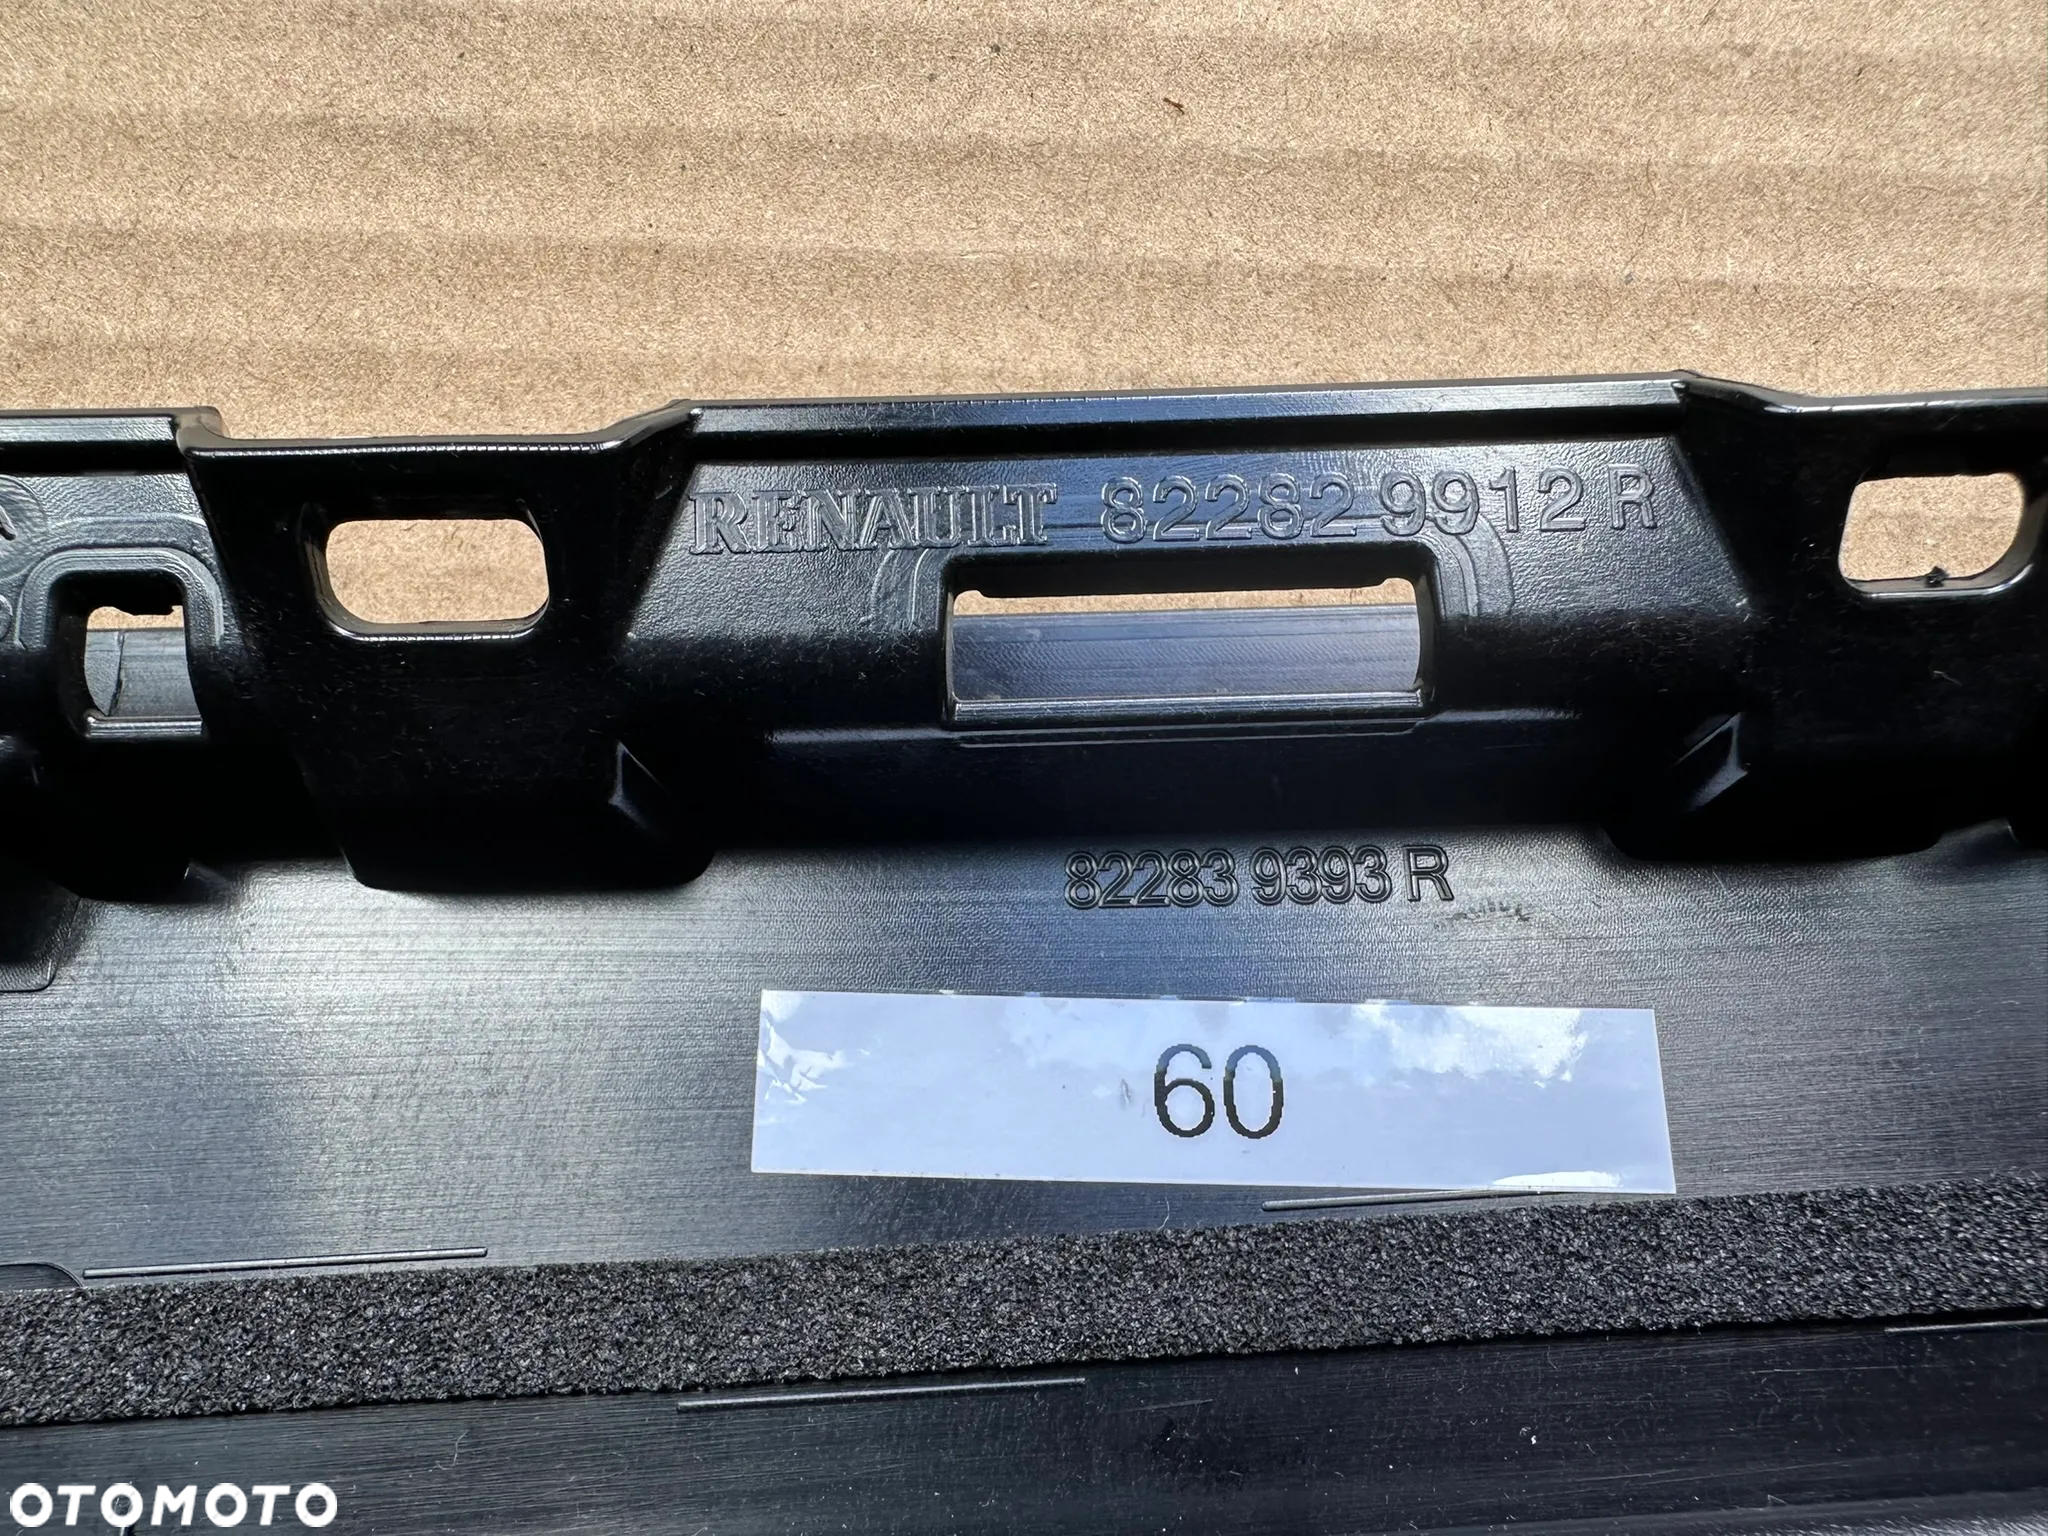 RENAULT 82282 9912 R
82283 9393 R
60
OTOMOTO